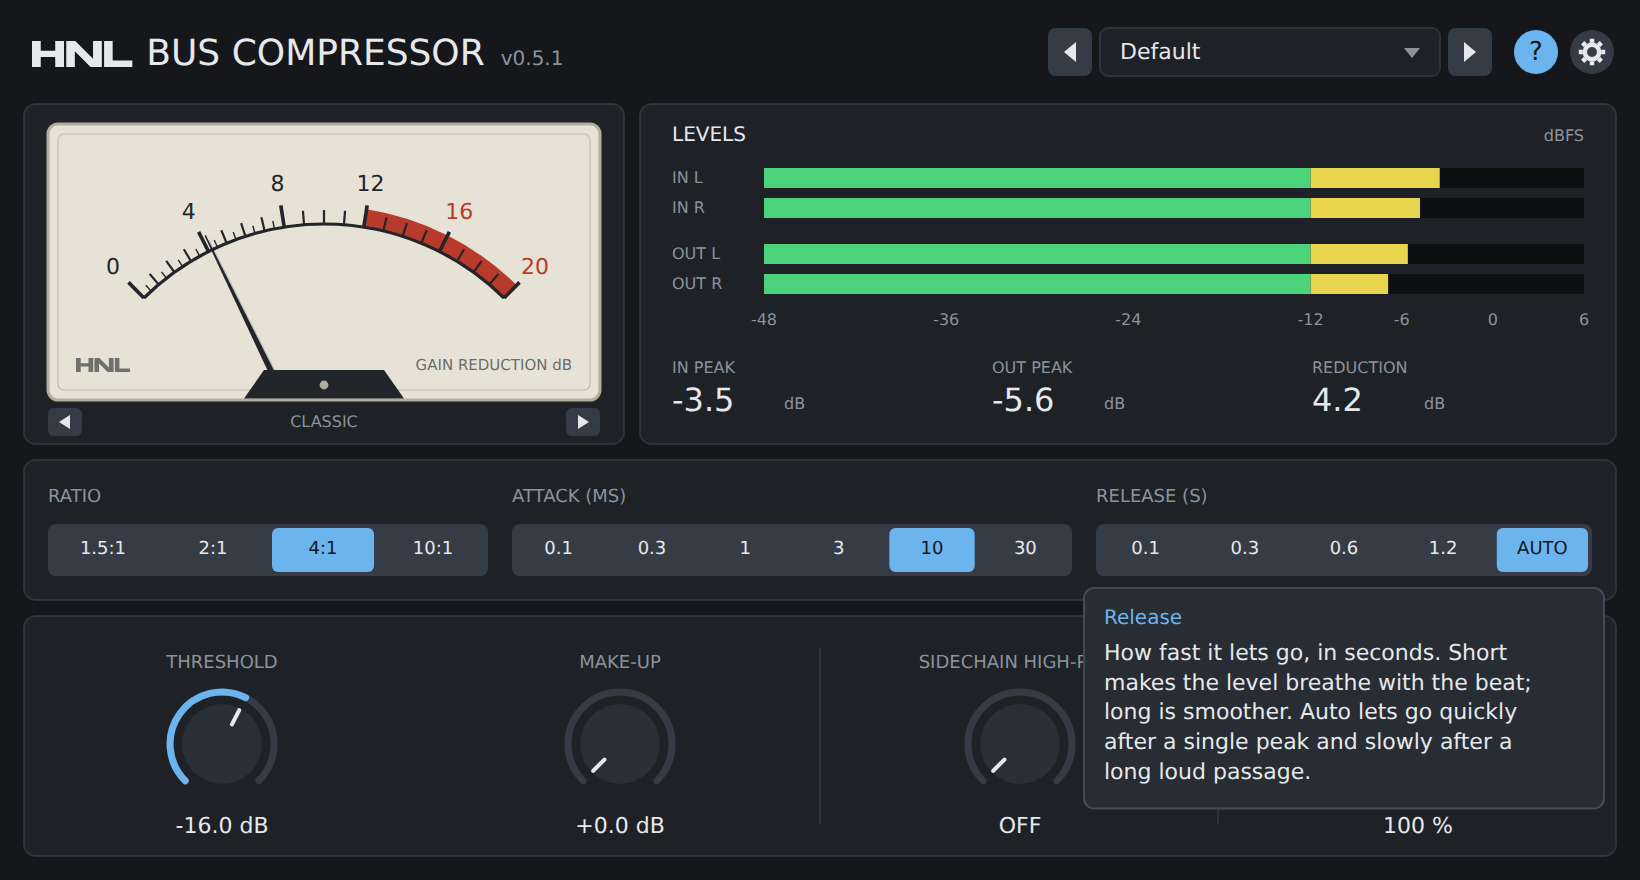 HNL BUS COMPRESSOR v0.5.1
Default
?
0
4
8
12
16
20
HNL
GAIN REDUCTION dB
CLASSIC
LEVELS
dBFS
IN L
IN R
OUT L
OUT R
-48 -36 -24 -12 -6 0 6
IN PEAK
-3.5 dB
OUT PEAK
-5.6 dB
REDUCTION
4.2 dB
RATIO
1.5:1 2:1 4:1 10:1
ATTACK (MS)
0.1 0.3 1 3 10 30
RELEASE (S)
0.1 0.3 0.6 1.2 AUTO
THRESHOLD
-16.0 dB
MAKE-UP
+0.0 dB
SIDECHAIN HIGH-
OFF
Release
How fast it lets go, in seconds. Short
makes the level breathe with the beat;
long is smoother. Auto lets go quickly
after a single peak and slowly after a
long loud passage.
100 %